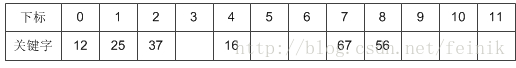 下标 0 1 2 3 4 5 6 7 8 9 10 11
关键字 12 25 37 16 67 56
http://blog.csdn.net/feinik